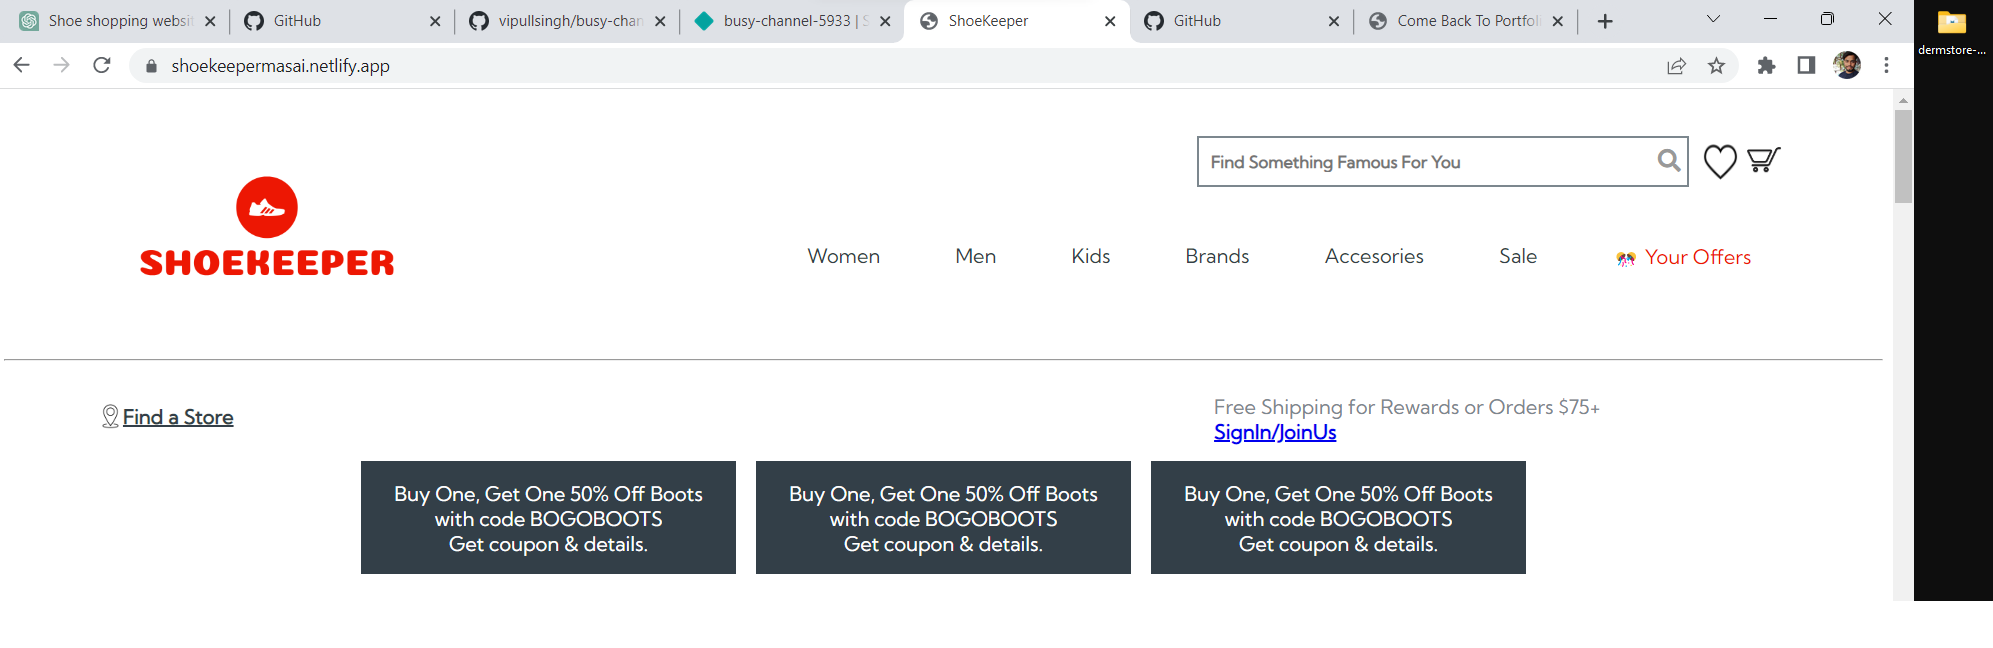 Shoe shopping websi
GitHub
vipullsingh/busy-chan
busy-channel-5933 | S
ShoeKeeper
GitHub
Come Back To Portfoli
dermstore-...
shoekeepermasai.netlify.app
Find Something Famous For You
SHOEKEEPER
Women Men Kids Brands Accesories Sale Your Offers
Find a Store
Free Shipping for Rewards or Orders $75+
SignIn/JoinUs
Buy One, Get One 50% Off Boots
with code BOGOBOOTS
Get coupon & details.
Buy One, Get One 50% Off Boots
with code BOGOBOOTS
Get coupon & details.
Buy One, Get One 50% Off Boots
with code BOGOBOOTS
Get coupon & details.